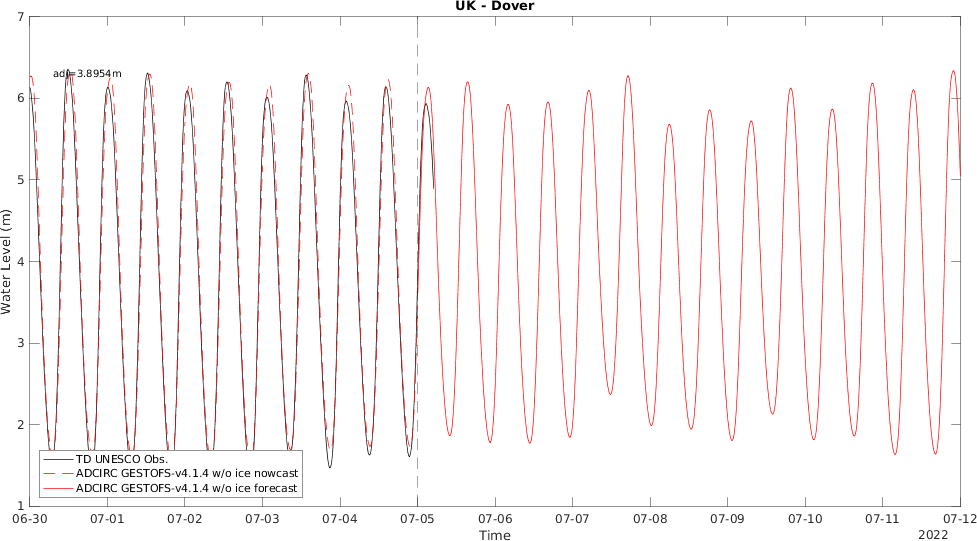 UK - Dover
7
adj=3.8954m
6
5
4
3
2
1
Water Level (m)
TD UNESCO Obs.
ADCIRC GESTOFS-v4.1.4 w/o ice nowcast
ADCIRC GESTOFS-v4.1.4 w/o ice forecast
06-30 07-01 07-02 07-03 07-04 07-05 07-06 07-07 07-08 07-09 07-10 07-11 07-12
Time
2022